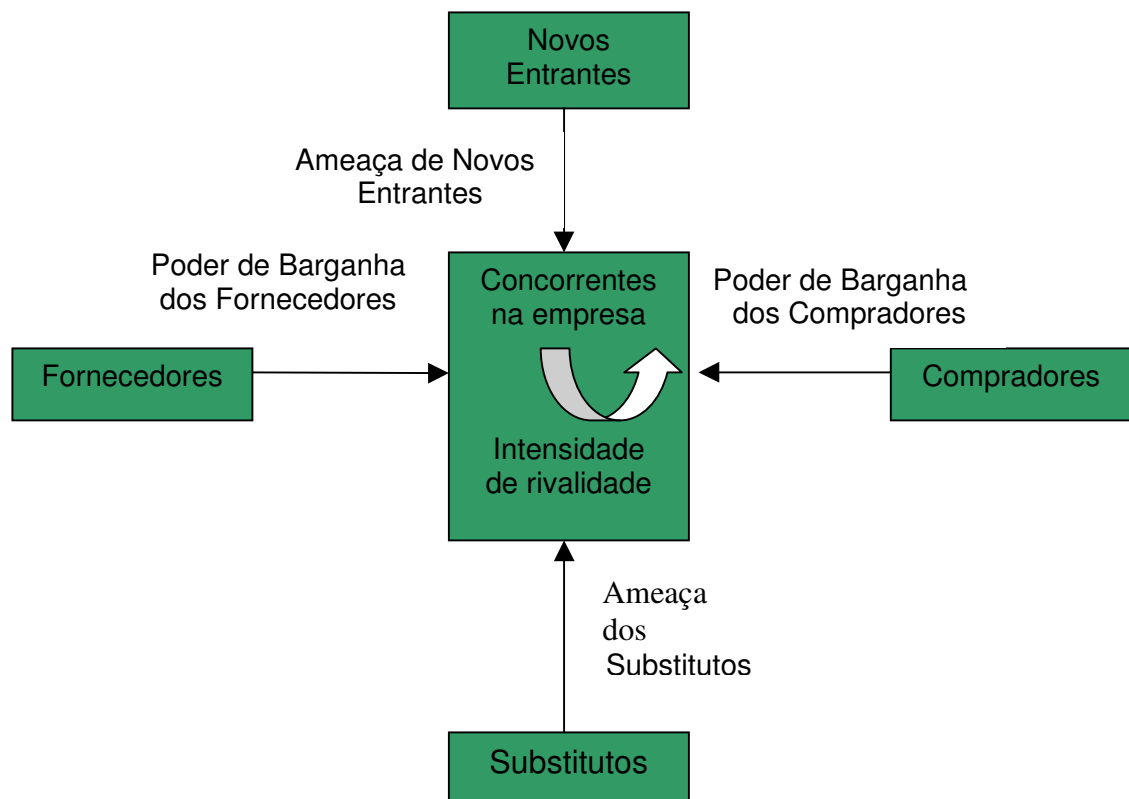 Novos
Entrantes
Ameaça de Novos
Entrantes
Poder de Barganha
dos Fornecedores
Concorrentes
na empresa
Poder de Barganha
dos Compradores
Fornecedores
Compradores
Intensidade
de rivalidade
Ameaça
dos
Substitutos
Substitutos